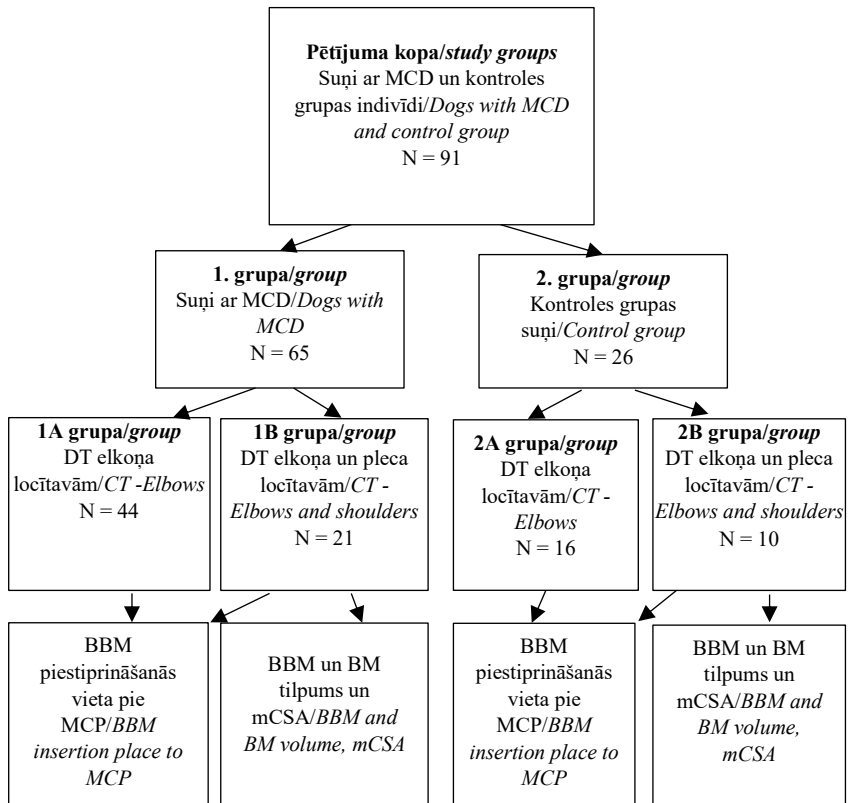 Pētījuma kopa/study groups
Suņi ar MCD un kontroles
grupas indivīdi/Dogs with MCD
and control group
N = 91
1. grupa/group
Suņi ar MCD/Dogs with
MCD
N = 65
2. grupa/group
Kontroles grupas
suņi/Control group
N = 26
1A grupa/group
DT elkoņa
locītavām/CT -Elbows
N = 44
1B grupa/group
DT elkoņa un pleca
locītavām/CT -
Elbows and shoulders
N = 21
2A grupa/group
DT elkoņa
locītavām/CT -
Elbows
N = 16
2B grupa/group
DT elkoņa un pleca
locītavām/CT -
Elbows and shoulders
N = 10
BBM
piestiprināšanās
vieta pie
MCP/BBM
insertion place to
MCP
BBM un BM
tilpums un
mCSA/BBM and
BM volume, mCSA
BBM
piestiprināšanās
vieta pie
MCP/BBM
insertion place to
MCP
BBM un BM
tilpums un
mCSA/BBM and
BM volume,
mCSA